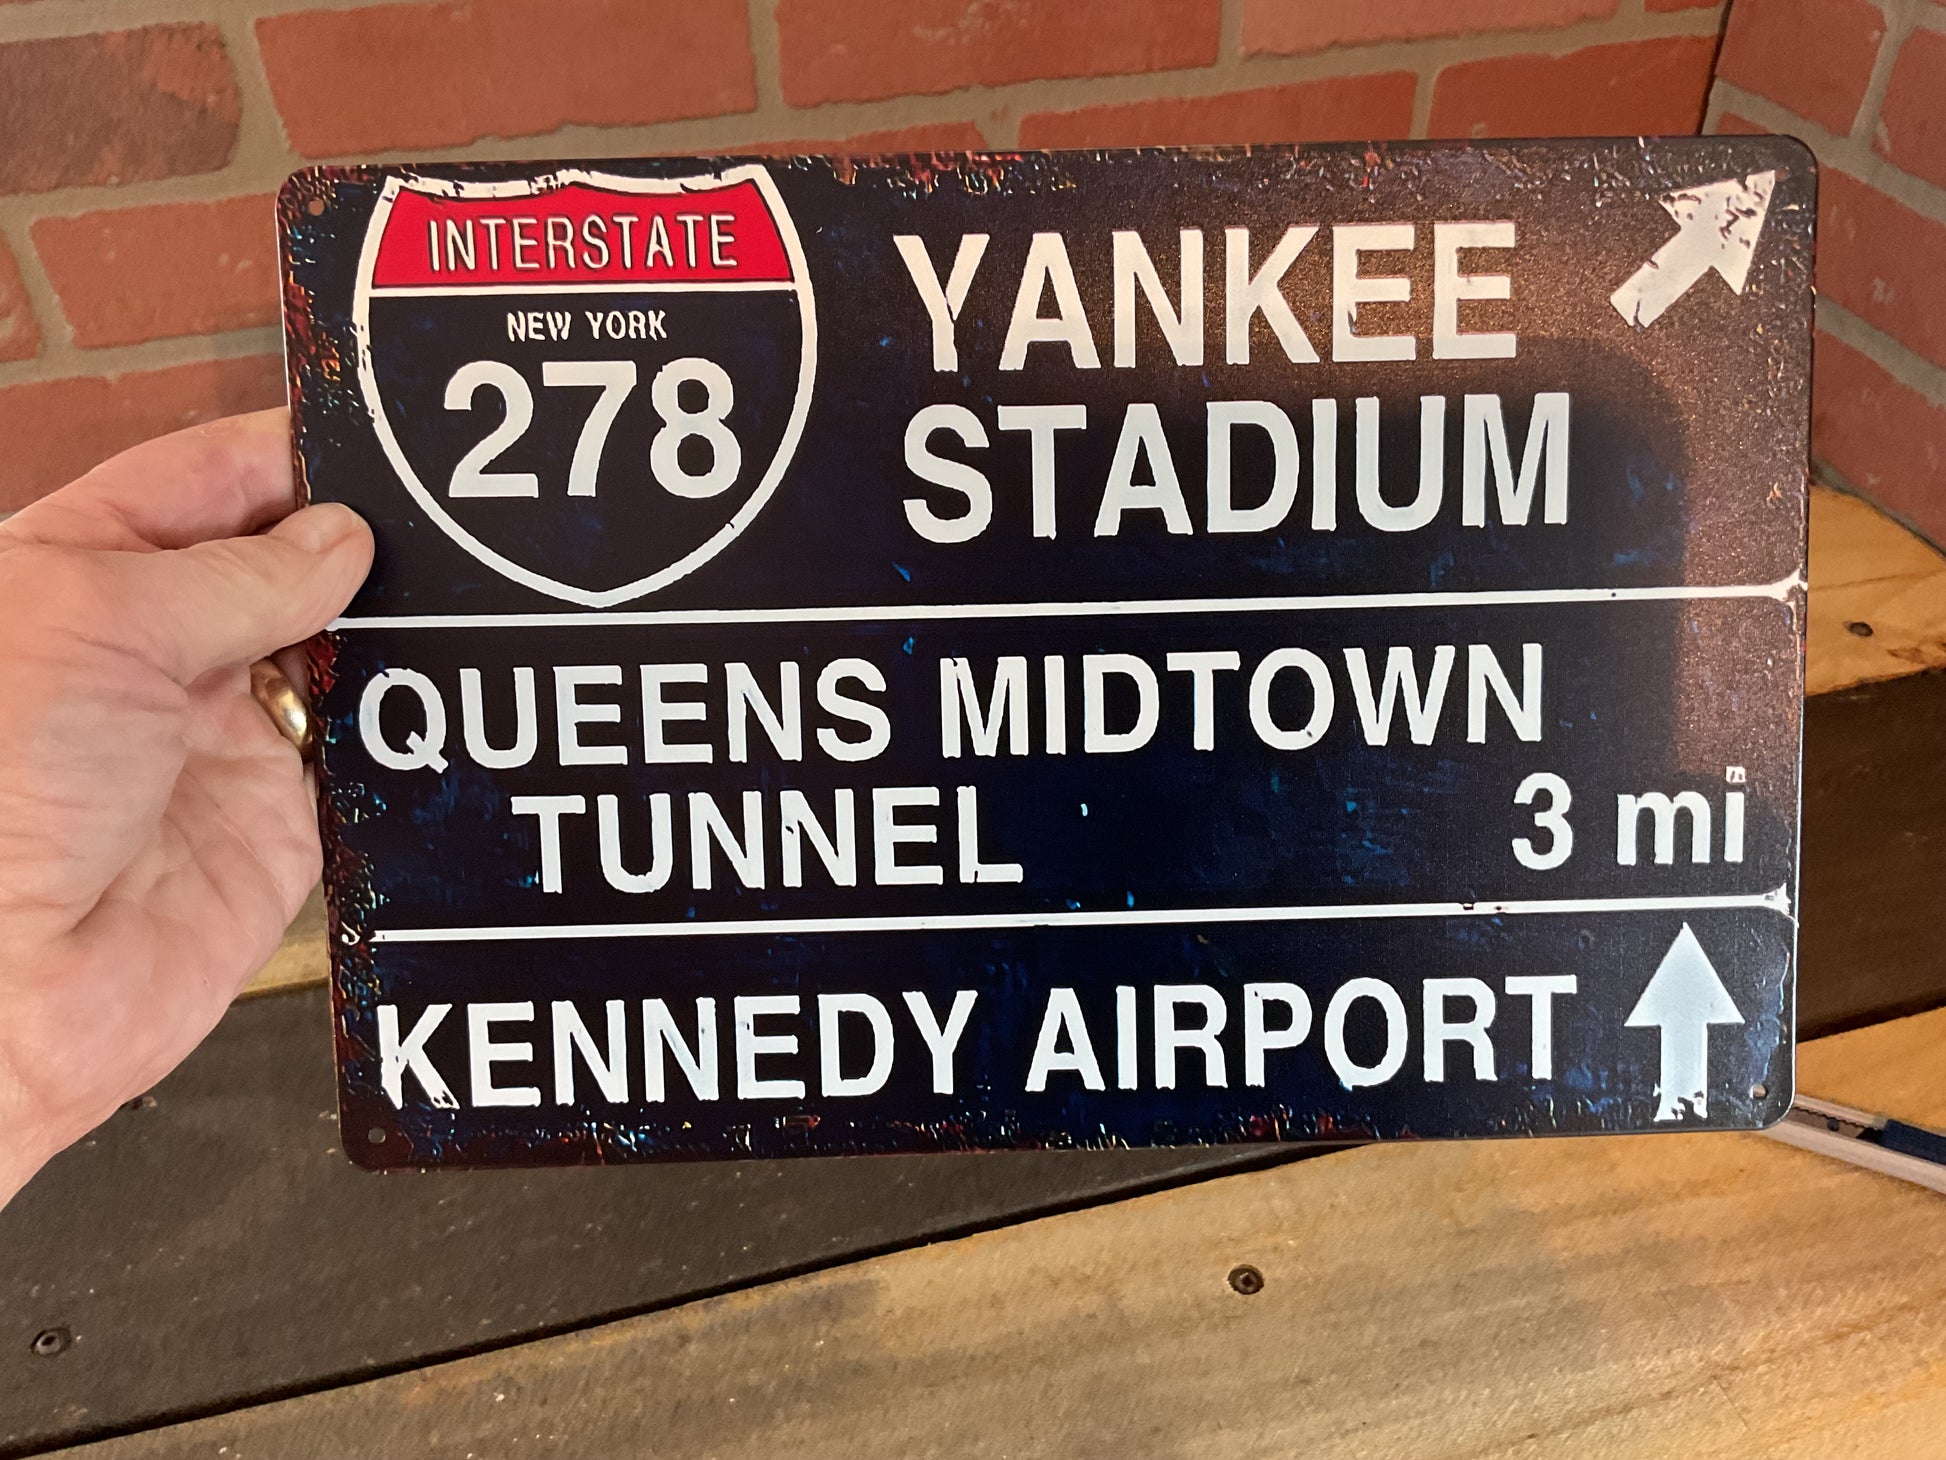 INTERSTATE
NEW YORK
278
YANKEE
STADIUM
QUEENS MIDTOWN
TUNNEL 3 mi
KENNEDY AIRPORT